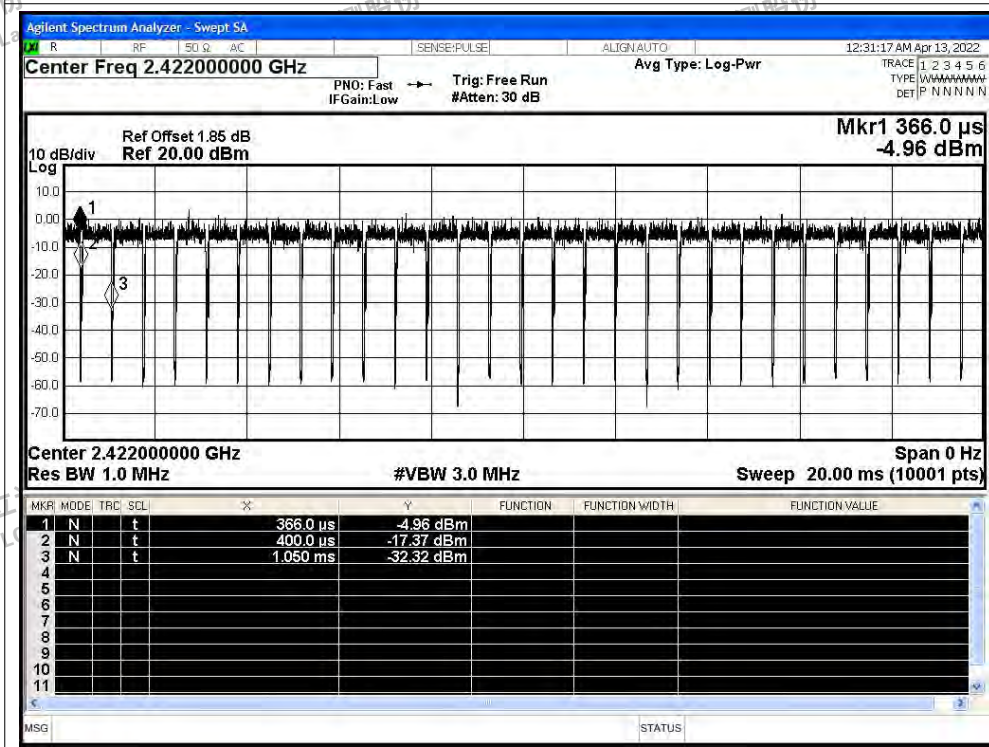 Agilent Spectrum Analyzer - Swept SA
R RF 50 Ω AC SENSE:PULSE ALIGN AUTO 12:31:17 AM Apr 13, 2022
Center Freq 2.422000000 GHz
PNO: Fast
IFGain:Low
Trig: Free Run
#Atten: 30 dB
Avg Type: Log-Pwr
TRACE 1 2 3 4 5 6
TYPE
DET P N N N N N
Mkr1 366.0 µs
-4.96 dBm
Ref Offset 1.85 dB
10 dB/div Ref 20.00 dBm
Log
10.0
0.00
-10.0
-20.0
-30.0
-40.0
-50.0
-60.0
-70.0
1
2
3
Center 2.422000000 GHz Span 0 Hz
Res BW 1.0 MHz #VBW 3.0 MHz Sweep 20.00 ms (10001 pts)
MKR MODE TRC SCL X Y FUNCTION FUNCTION WIDTH FUNCTION VALUE
1 N t 366.0 µs -4.96 dBm
2 N t 400.0 µs -17.37 dBm
3 N t 1.050 ms -32.32 dBm
4
5
6
7
8
9
10
11
MSG STATUS